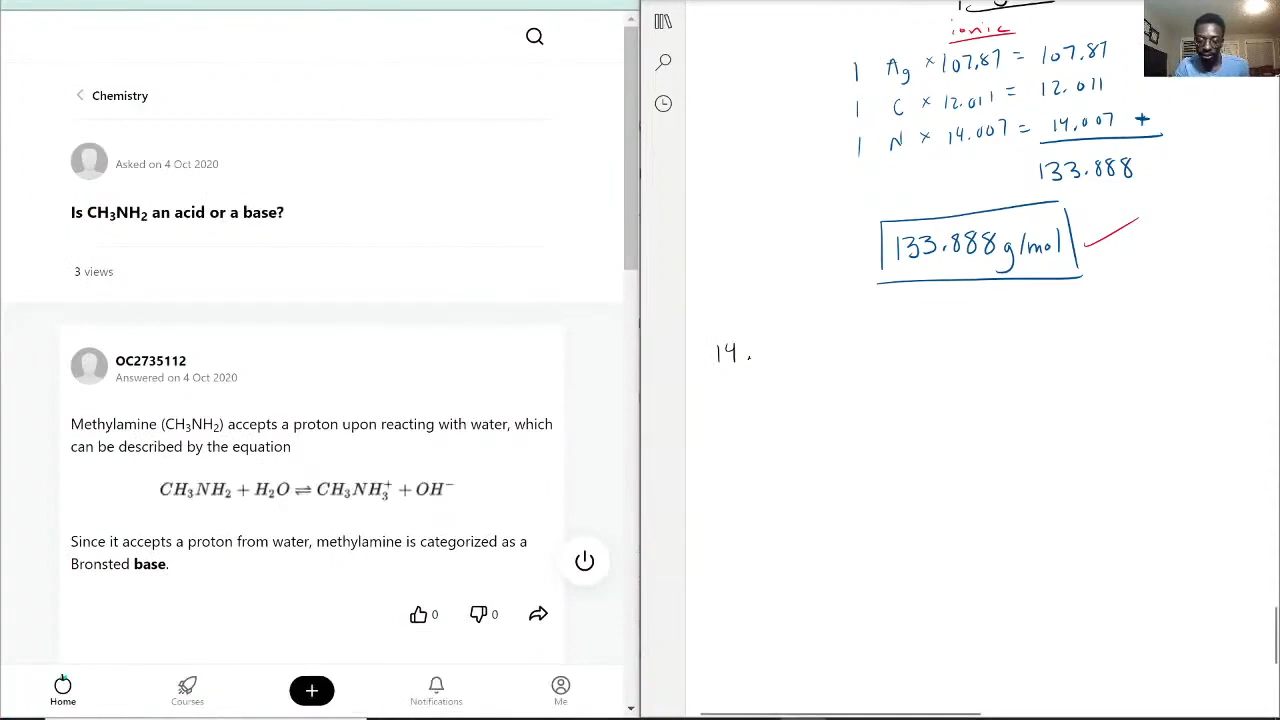 Chemistry
Asked on 4 Oct 2020
Is CH₃NH₂ an acid or a base?
3 views
OC2735112
Answered on 4 Oct 2020
Methylamine (CH₃NH₂) accepts a proton upon reacting with water, which
can be described by the equation
CH₃NH₂ + H₂O ⇌ CH₃NH₃⁺ + OH⁻
Since it accepts a proton from water, methylamine is categorized as a
Bronsted base.
0 0
Home Courses + Notifications Me
ionic
1 Ag × 107.87 = 107.87
1 C × 12.011 = 12.011
1 N × 14.007 = 14.007 +
133.888
133.888 g/mol
14.